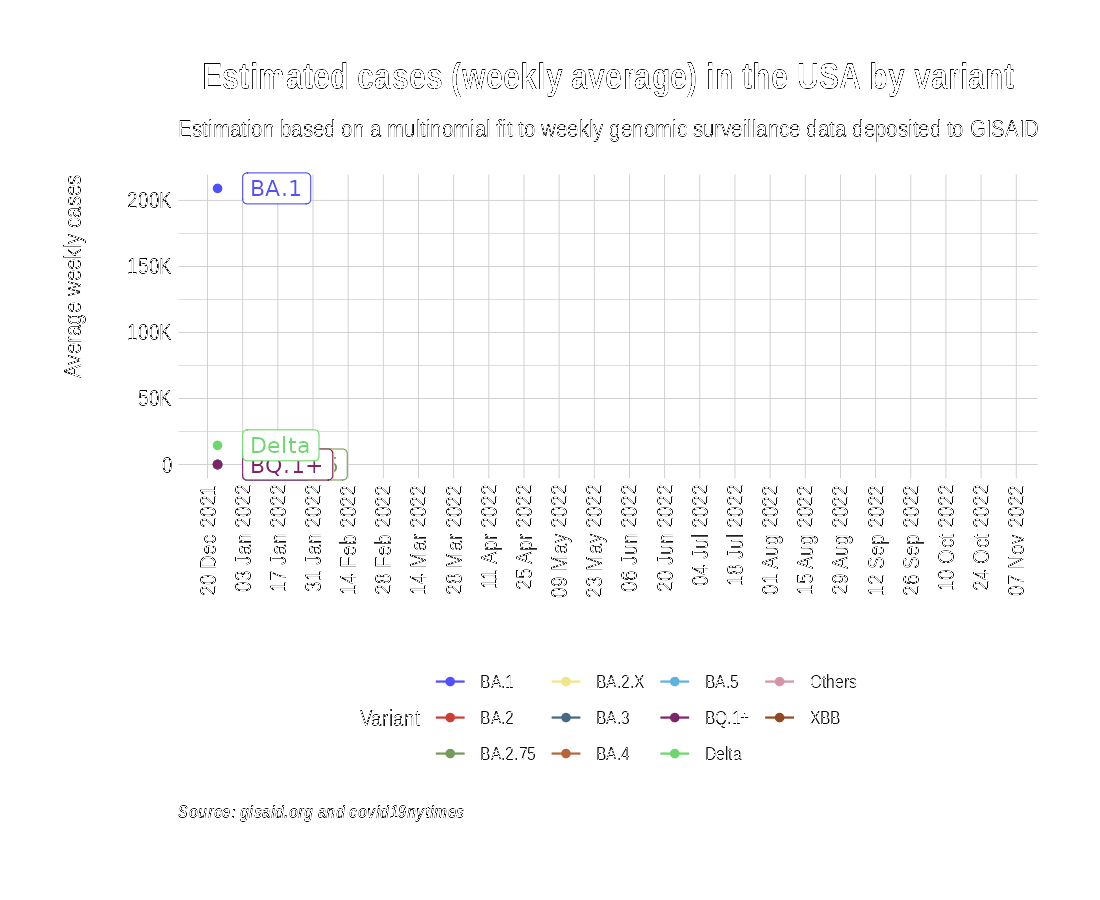 Estimated cases (weekly average) in the USA by variant
Estimation based on a multinomial fit to weekly genomic surveillance data deposited to GISAID
Average weekly cases
200K
150K
100K
50K
0
BA.1
Delta
BQ.1+
20 Dec 2021
03 Jan 2022
17 Jan 2022
31 Jan 2022
14 Feb 2022
28 Feb 2022
14 Mar 2022
28 Mar 2022
11 Apr 2022
25 Apr 2022
09 May 2022
23 May 2022
06 Jun 2022
20 Jun 2022
04 Jul 2022
18 Jul 2022
01 Aug 2022
15 Aug 2022
29 Aug 2022
12 Sep 2022
26 Sep 2022
10 Oct 2022
24 Oct 2022
07 Nov 2022
Variant
BA.1
BA.2
BA.2.75
BA.2.X
BA.3
BA.4
BA.5
BQ.1+
Delta
Others
XBB
Source: gisaid.org and covid19nytimes